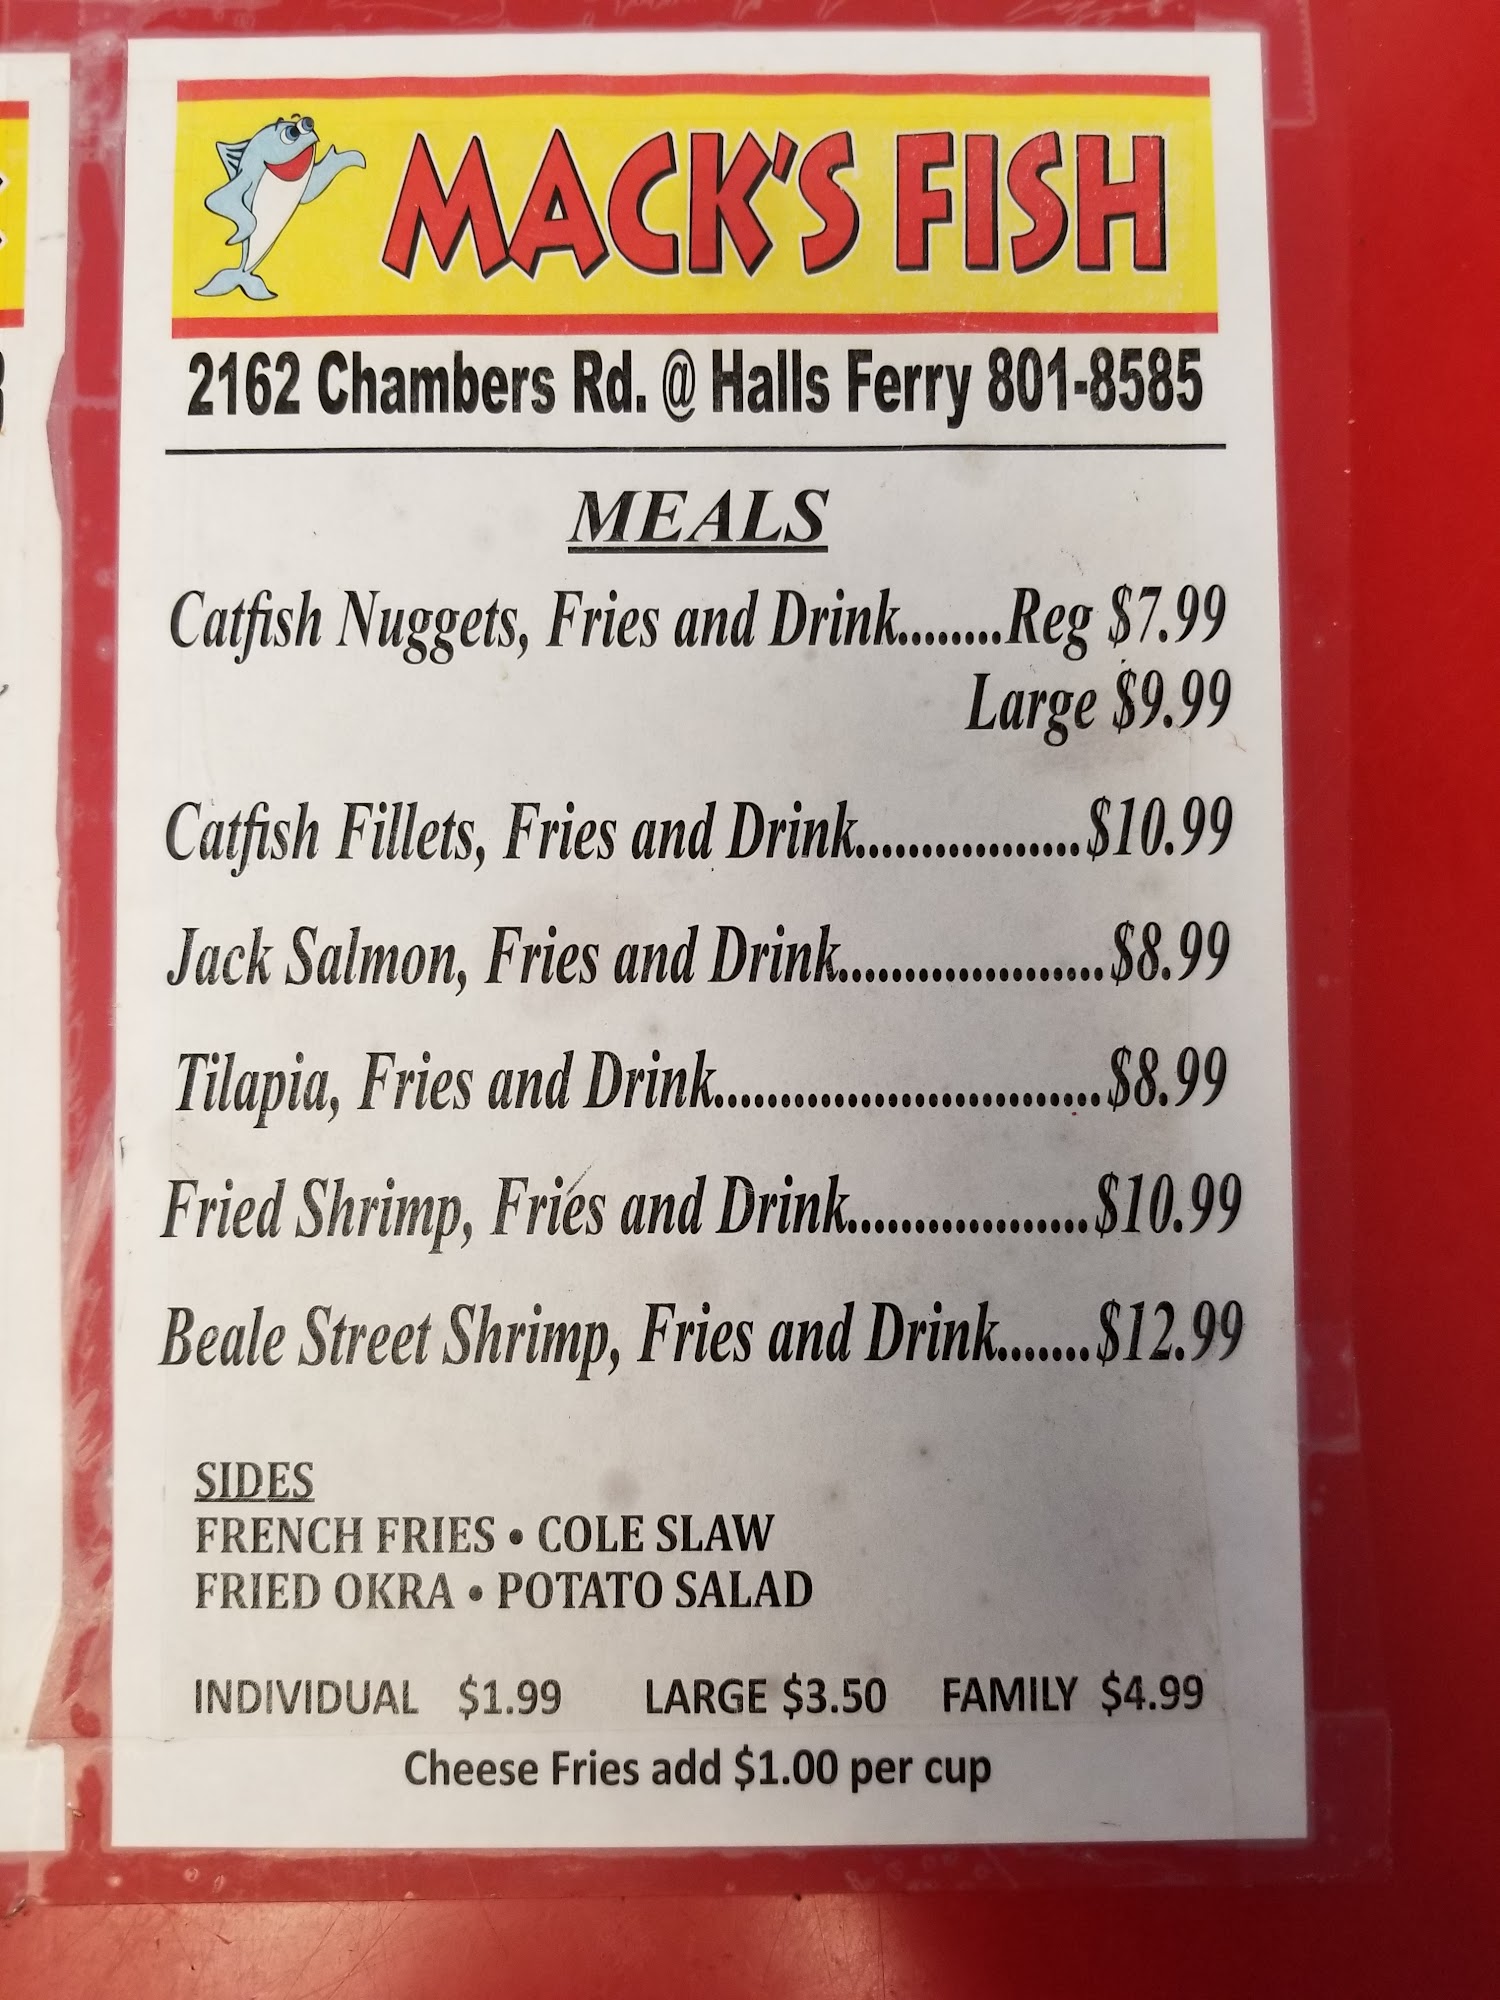 MACK'S FISH
2162 Chambers Rd. @ Halls Ferry 801-8585
MEALS
Catfish Nuggets, Fries and Drink........Reg $7.99
Large $9.99
Catfish Fillets, Fries and Drink.................$10.99
Jack Salmon, Fries and Drink....................$8.99
Tilapia, Fries and Drink.............................$8.99
Fried Shrimp, Fries and Drink..................$10.99
Beale Street Shrimp, Fries and Drink.......$12.99
SIDES
FRENCH FRIES • COLE SLAW
FRIED OKRA • POTATO SALAD
INDIVIDUAL $1.99 LARGE $3.50 FAMILY $4.99
Cheese Fries add $1.00 per cup